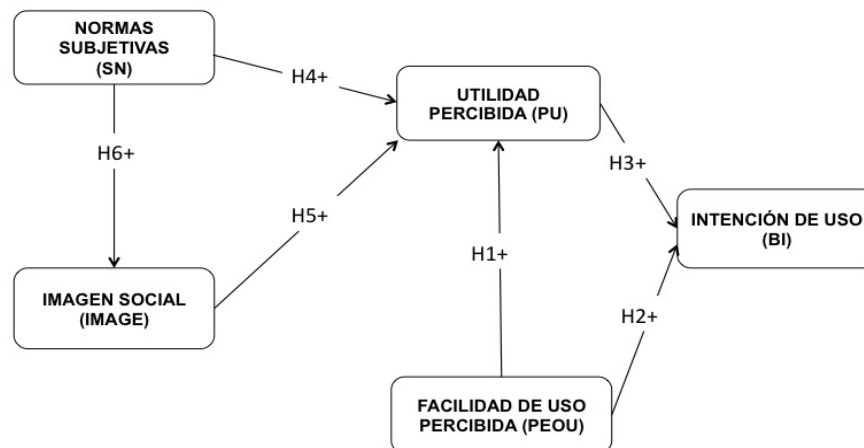 NORMAS
SUBJETIVAS
(SN)
H4+
UTILIDAD
PERCIBIDA (PU)
H6+
H3+
H5+
INTENCIÓN DE USO
(BI)
H1+
IMAGEN SOCIAL
(IMAGE)
H2+
FACILIDAD DE USO
PERCIBIDA (PEOU)